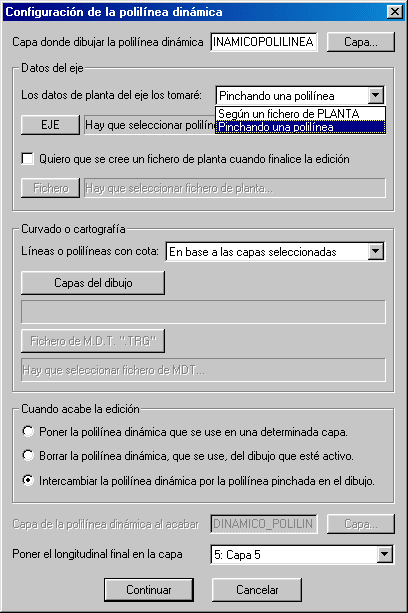 Configuración de la polilínea dinámica
Capa donde dibujar la polilínea dinámica INAMICOPOLILINEA Capa...
Datos del eje
Los datos de planta del eje los tomaré: Pinchando una polilínea
Según un fichero de PLANTA
EJE Hay que seleccionar Pinchando una polilínea
Quiero que se cree un fichero de planta cuando finalice la edición
Fichero Hay que seleccionar fichero de planta...
Curvado o cartografía
Líneas o polilíneas con cota: En base a las capas seleccionadas
Capas del dibujo
Fichero de M.D.T. ".TRG"
Hay que seleccionar fichero de MDT...
Cuando acabe la edición
Poner la polilínea dinámica que se use en una determinada capa.
Borrar la polilínea dinámica, que se use, del dibujo que esté activo.
Intercambiar la polilínea dinámica por la polilínea pinchada en el dibujo.
Capa de la polilínea dinámica al acabar DINAMICO_POLILIN Capa...
Poner el longitudinal final en la capa 5: Capa 5
Continuar Cancelar